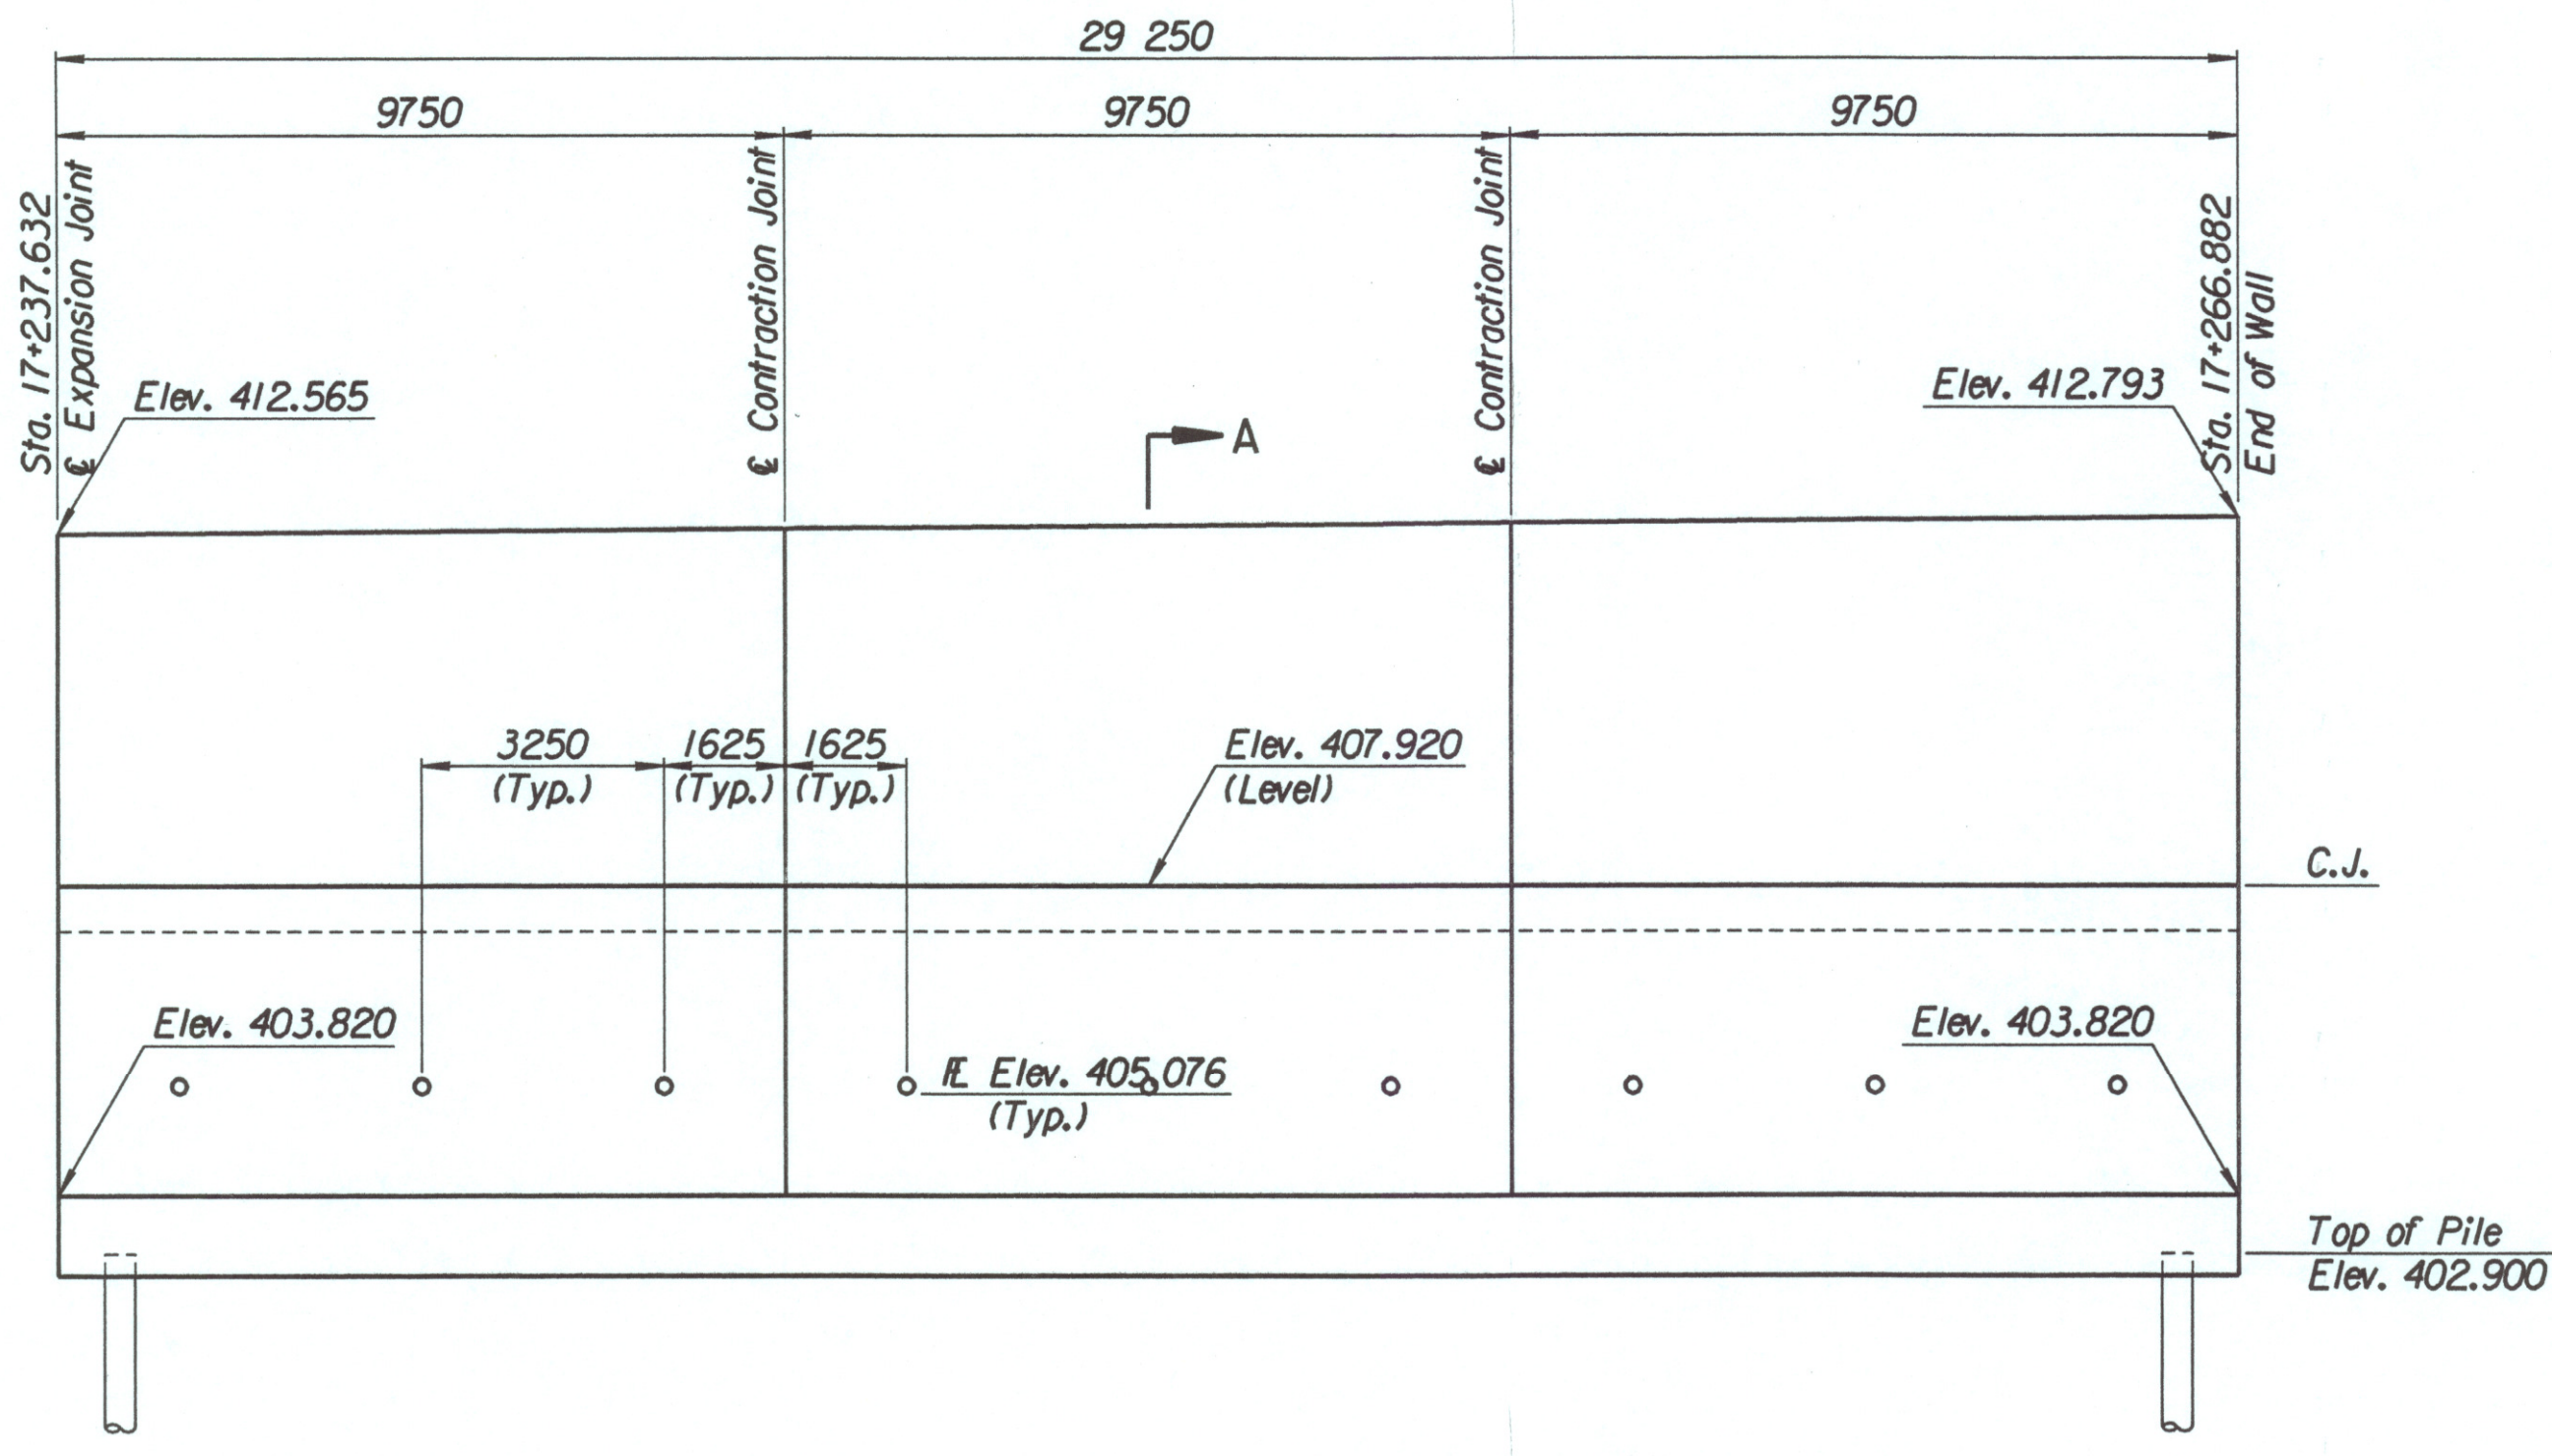 29 250
9750
9750
9750
Sta. 17+237.632
℄ Expansion Joint
℄ Contraction Joint
℄ Contraction Joint
Sta. 17+266.882
End of Wall
Elev. 412.565
Elev. 412.793
A
3250
(Typ.)
1625
(Typ.)
1625
(Typ.)
Elev. 407.920
(Level)
C.J.
Elev. 403.820
Elev. 403.820
Elev. 405.076
(Typ.)
Top of Pile
Elev. 402.900